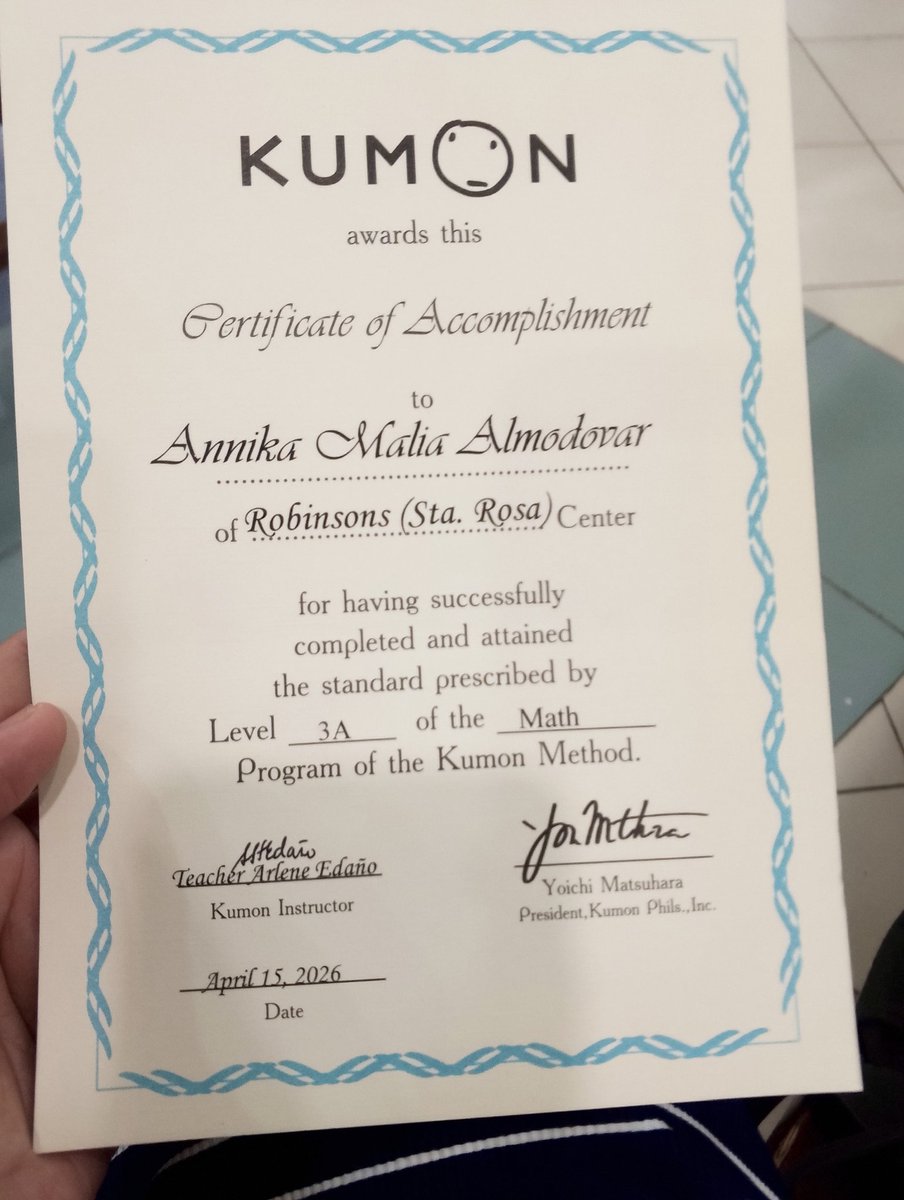 KUMON
awards this
Certificate of Accomplishment
to
Annika Malia Almodovar
of Robinsons (Sta. Rosa) Center
for having successfully
completed and attained
the standard prescribed by
Level 3A of the Math
Program of the Kumon Method.
Teacher Arlene Edaño
Kumon Instructor
Yoichi Matsuhara
President, Kumon Phils., Inc.
April 15, 2026
Date